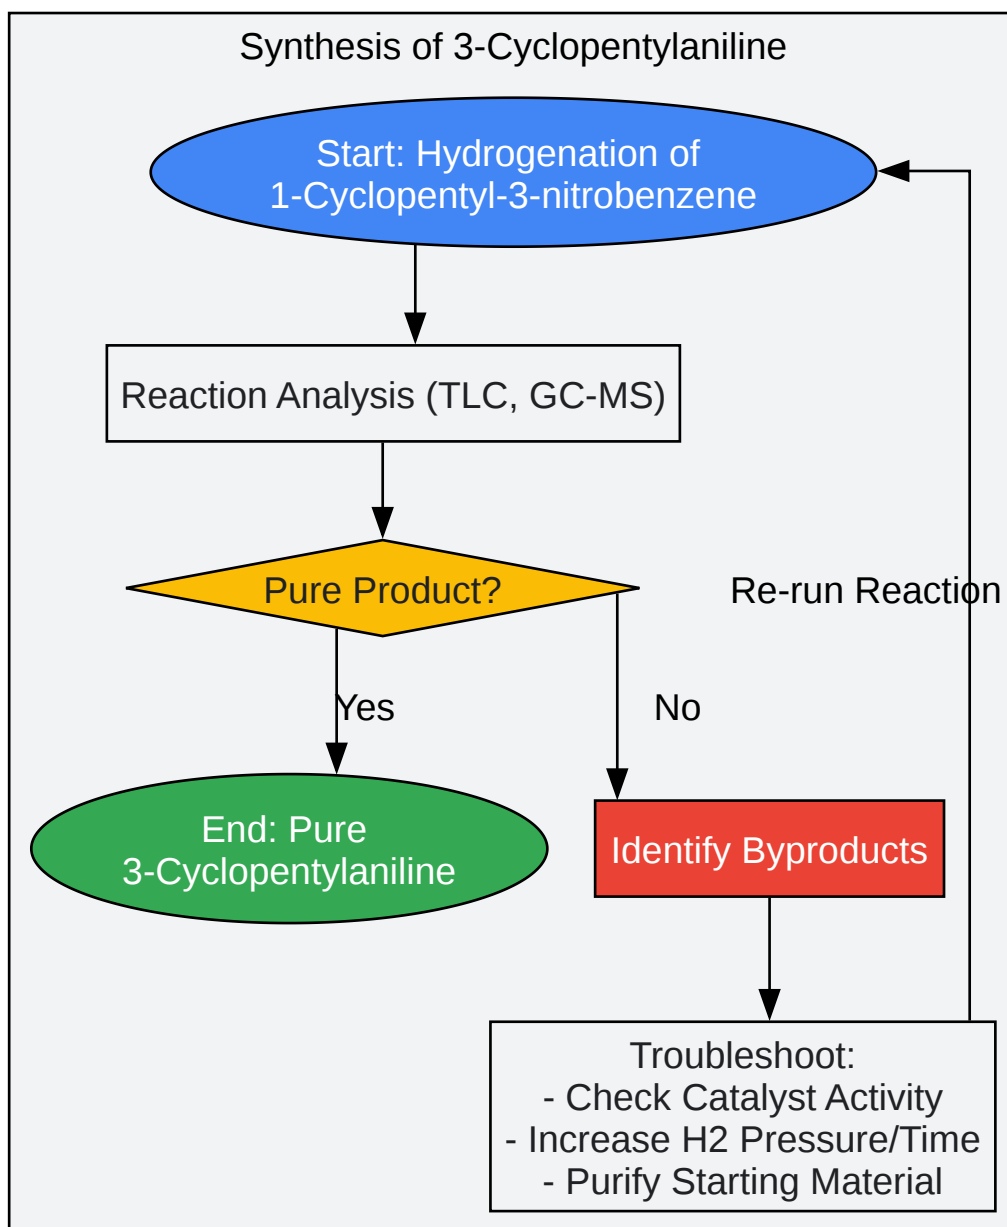 Synthesis of 3-Cyclopentylaniline
Start: Hydrogenation of
1-Cyclopentyl-3-nitrobenzene
Reaction Analysis (TLC, GC-MS)
Pure Product?
Re-run Reaction
Yes
No
End: Pure
3-Cyclopentylaniline
Identify Byproducts
Troubleshoot:
- Check Catalyst Activity
- Increase H2 Pressure/Time
- Purify Starting Material